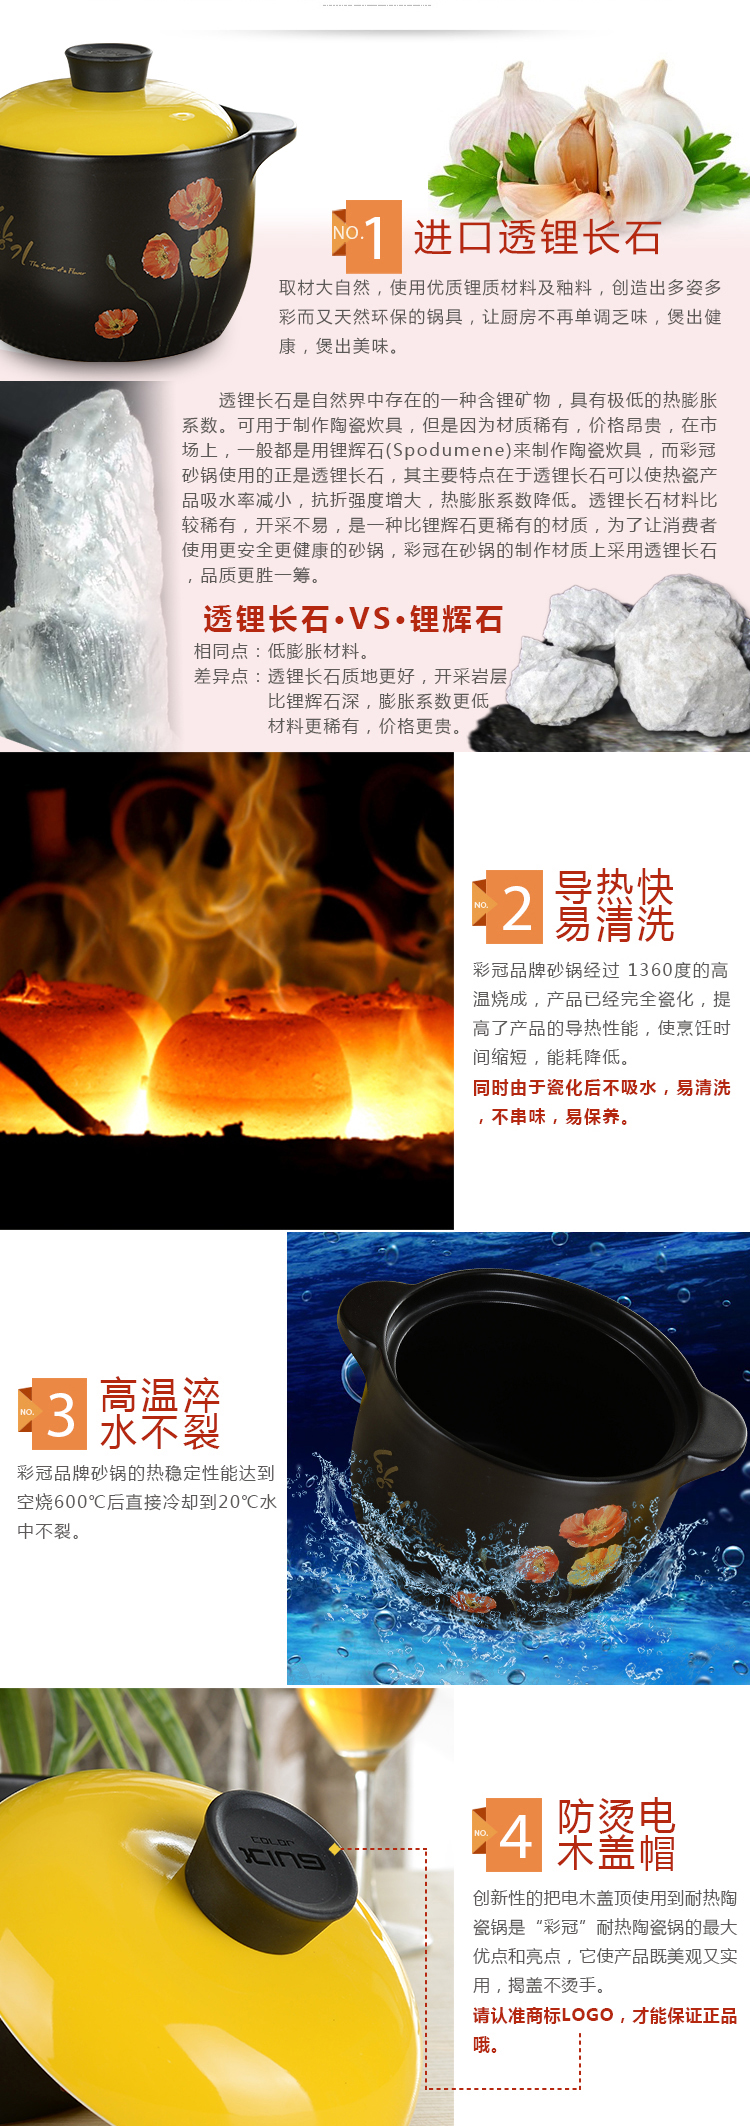 NO.1 进口透锂长石
取材大自然，使用优质锂质材料及釉料，创造出多姿多
彩而又天然环保的锅具，让厨房不再单调乏味，煲出健
康，煲出美味。
The Scent of a Flower
透锂长石是自然界中存在的一种含锂矿物，具有极低的热膨胀
系数。可用于制作陶瓷炊具，但是因为材质稀有，价格昂贵，在市
场上，一般都是用锂辉石(Spodumene)来制作陶瓷炊具，而彩冠
砂锅使用的正是透锂长石，其主要特点在于透锂长石可以使热瓷产
品吸水率减小，抗折强度增大，热膨胀系数降低。透锂长石材料比
较稀有，开采不易，是一种比锂辉石更稀有的材质，为了让消费者
使用更安全更健康的砂锅，彩冠在砂锅的制作材质上采用透锂长石
，品质更胜一筹。
透锂长石•VS•锂辉石
相同点：低膨胀材料。
差异点：透锂长石质地更好，开采岩层
比锂辉石深，膨胀系数更低
材料更稀有，价格更贵。
NO.2 导热快
易清洗
彩冠品牌砂锅经过 1360度的高
温烧成，产品已经完全瓷化，提
高了产品的导热性能，使烹饪时
间缩短，能耗降低。
同时由于瓷化后不吸水，易清洗
，不串味，易保养。
NO.3 高温淬
水不裂
彩冠品牌砂锅的热稳定性能达到
空烧600℃后直接冷却到20℃水
中不裂。
COLOR
KING
NO.4 防烫电
木盖帽
创新性的把电木盖顶使用到耐热陶
瓷锅是“彩冠”耐热陶瓷锅的最大
优点和亮点，它使产品既美观又实
用，揭盖不烫手。
请认准商标LOGO，才能保证正品
哦。